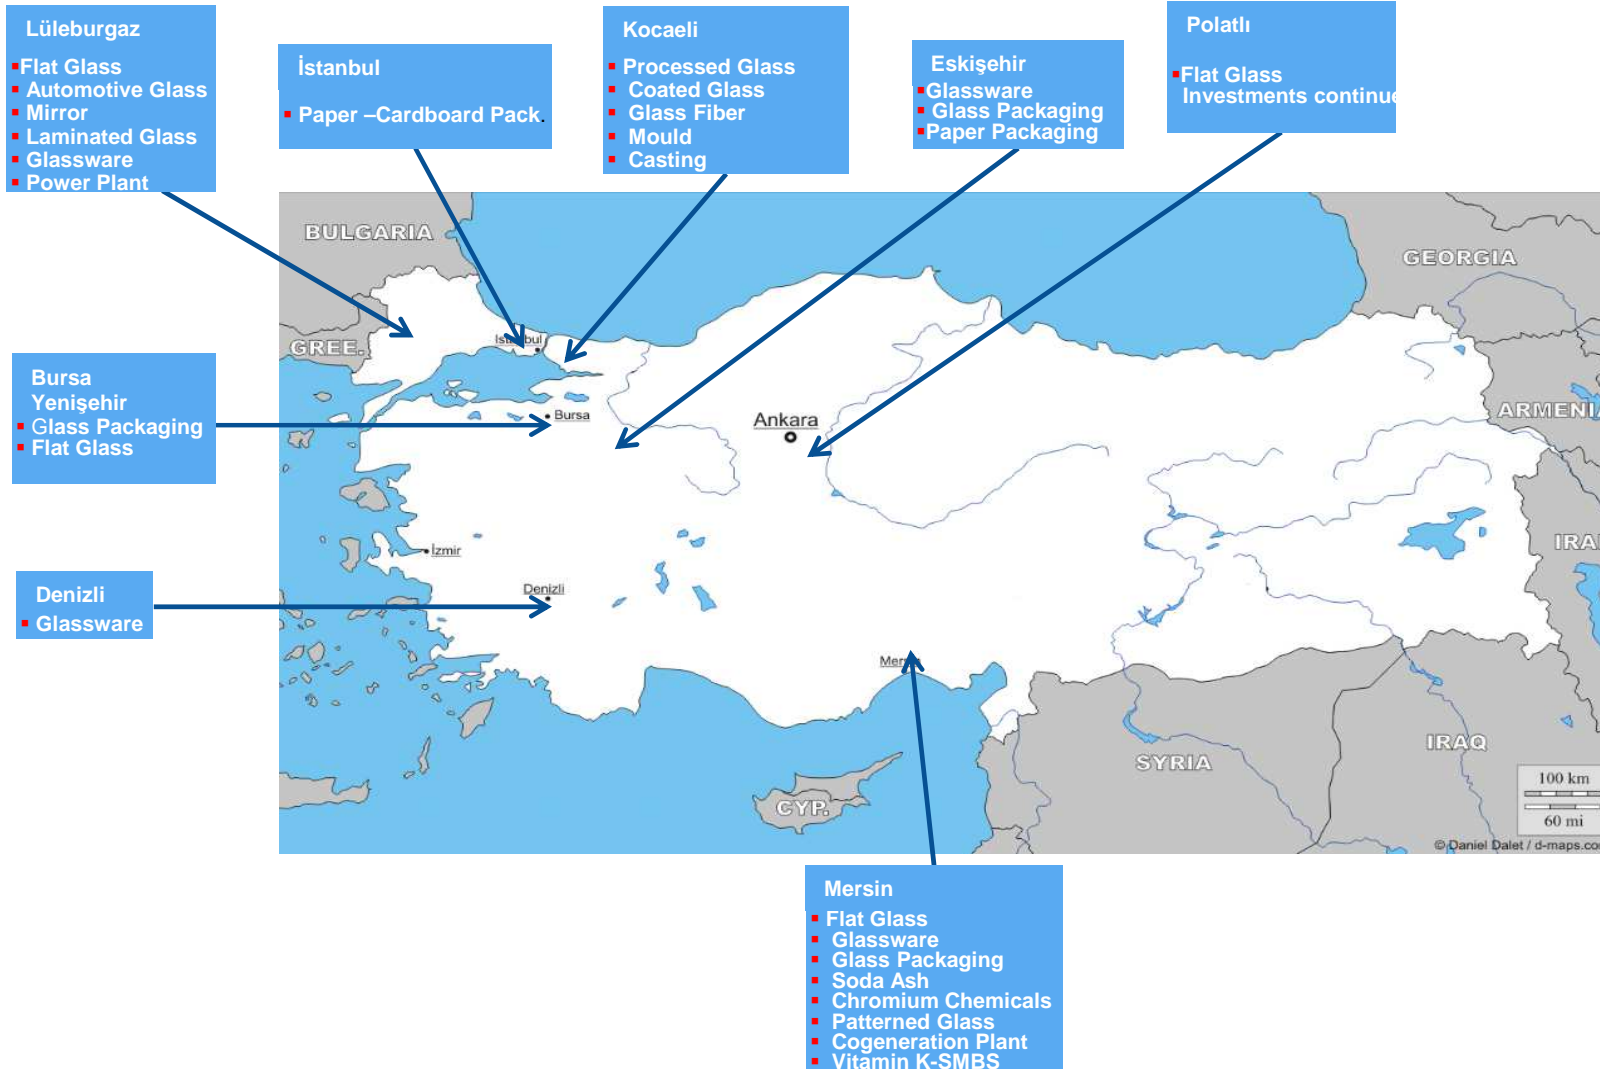 Lüleburgaz
▪Flat Glass
▪ Automotive Glass
▪ Mirror
▪ Laminated Glass
▪ Glassware
▪ Power Plant
İstanbul
▪ Paper –Cardboard Pack.
Kocaeli
▪ Processed Glass
▪ Coated Glass
▪ Glass Fiber
▪ Mould
▪ Casting
Eskişehir
▪Glassware
▪ Glass Packaging
▪Paper Packaging
Polatlı
▪Flat Glass
Investments continue
Bursa
Yenişehir
▪ Glass Packaging
▪ Flat Glass
Denizli
▪ Glassware
BULGARIA
GEORGIA
GREE.
Istanbul
Bursa
Ankara
ARMENIA
İzmir
IRA
Denizli
Mersin
SYRIA
IRAQ
CYP.
100 km
60 mi
© Daniel Dalet / d-maps.co
Mersin
▪ Flat Glass
▪ Glassware
▪ Glass Packaging
▪ Soda Ash
▪ Chromium Chemicals
▪ Patterned Glass
▪ Cogeneration Plant
▪ Vitamin K-SMBS